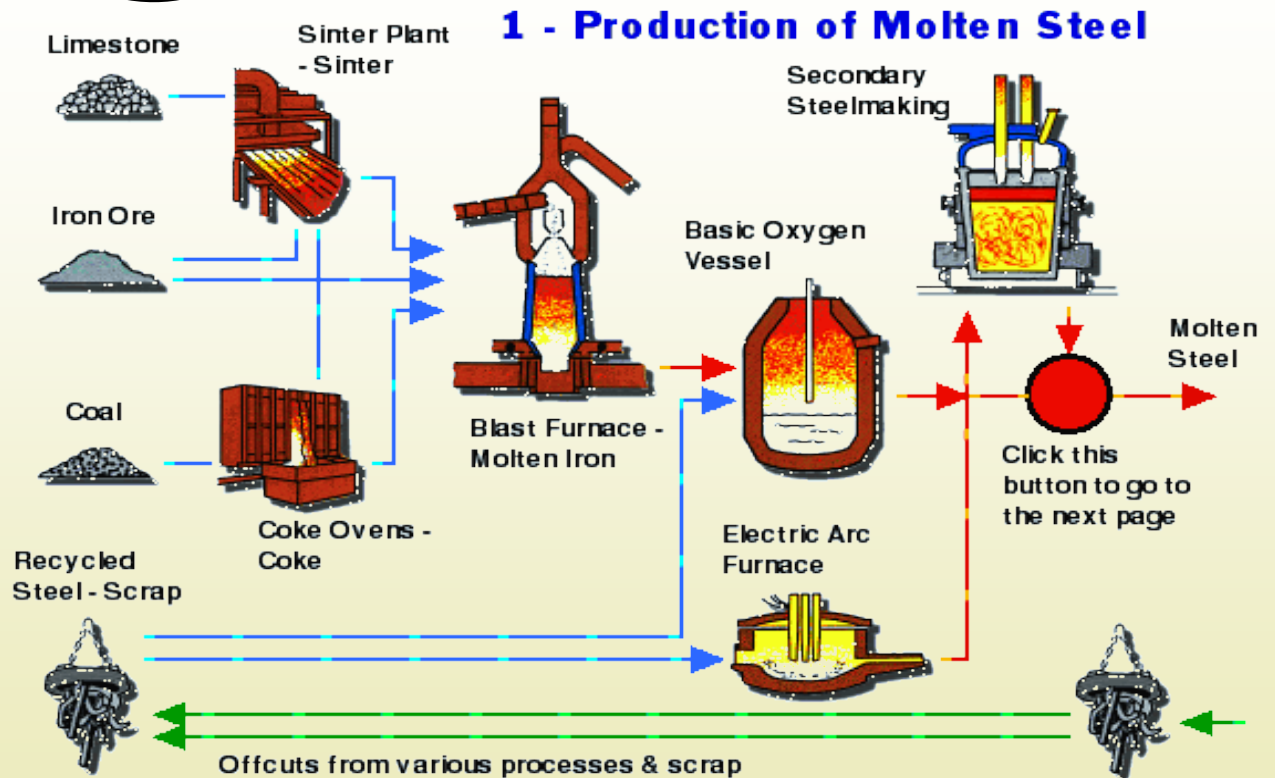 1 - Production of Molten Steel
Limestone
Sinter Plant
- Sinter
Secondary
Steelmaking
Iron Ore
Basic Oxygen
Vessel
Molten
Steel
Coal
Blast Furnace -
Molten Iron
Click this
button to go to
the next page
Coke Ovens -
Coke
Electric Arc
Furnace
Recycled
Steel - Scrap
Offcuts from various processes & scrap